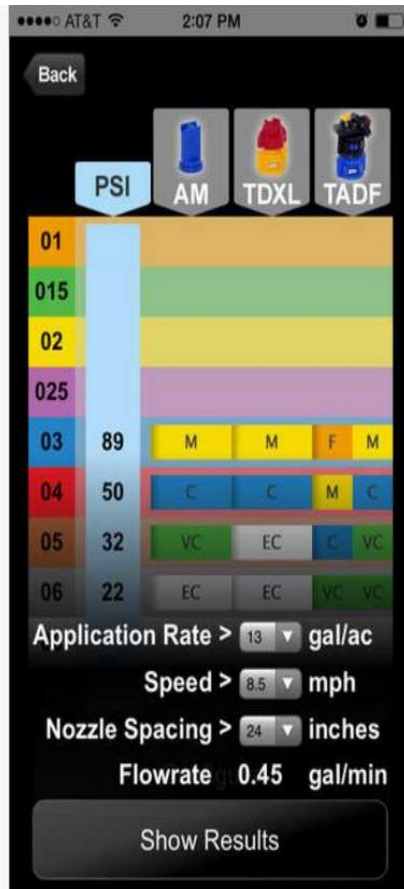 AT&T 2:07 PM
Back
PSI AM TDXL TADF
01
015
02
025
03 89 M M F M
04 50 C C M C
05 32 VC EC C VC
06 22 EC EC VC VC
Application Rate > 13 gal/ac
Speed > 8.5 mph
Nozzle Spacing > 24 inches
Flowrate 0.45 gal/min
Show Results